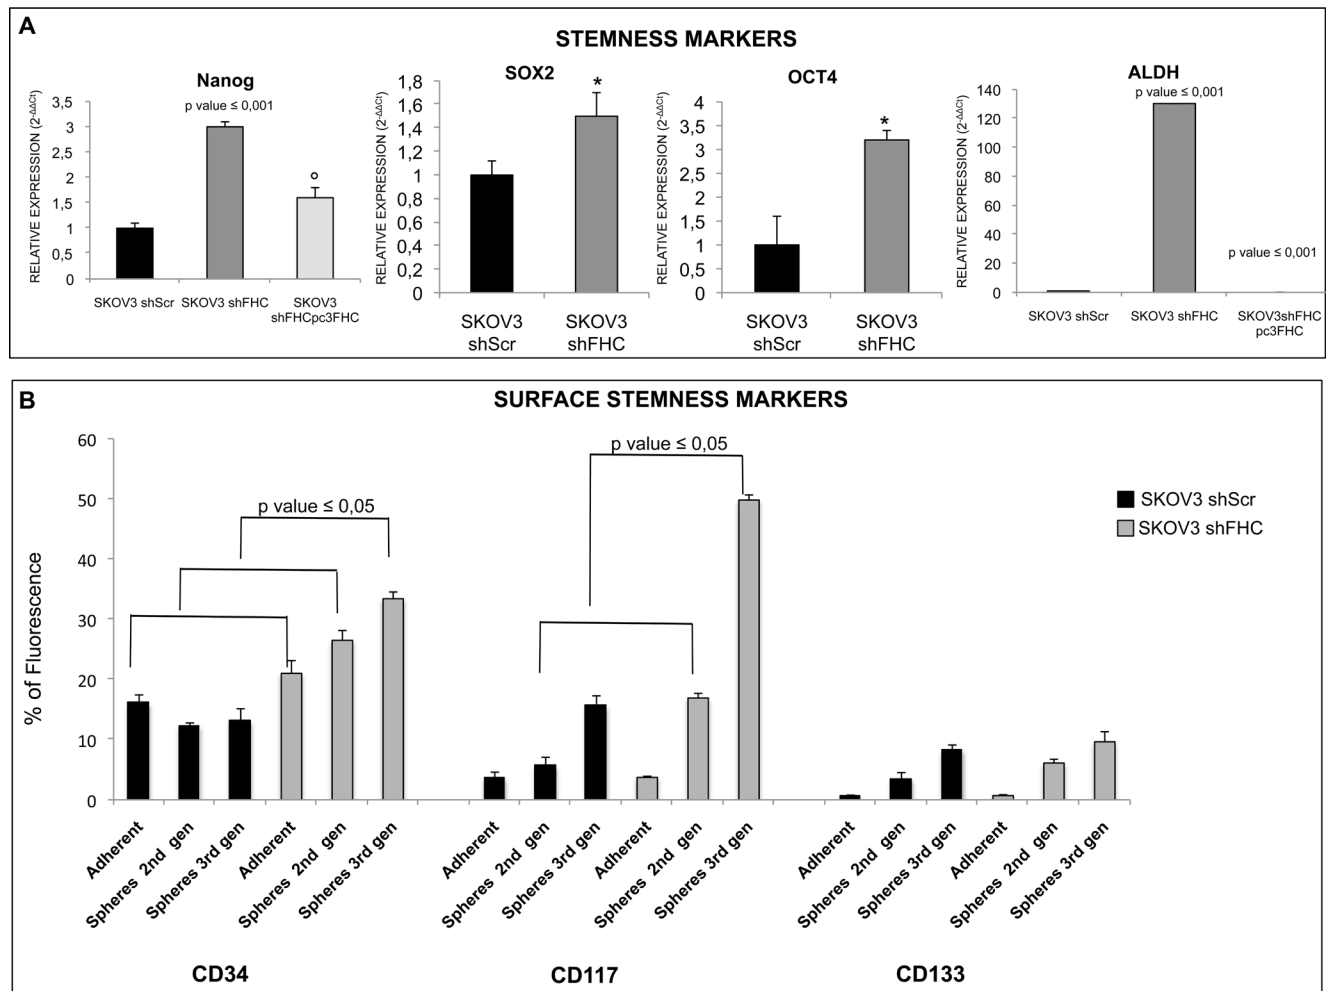 A
STEMNESS MARKERS
Nanog
p value ≤ 0,001
RELATIVE EXPRESSION (2-ΔΔCt)
3,5
3
2,5
2
1,5
1
0,5
0
°
SKOV3 shScr
SKOV3 shFHC
SKOV3
shFHCpc3FHC
SOX2
RELATIVE EXPRESSION (2-ΔΔCt)
1,8
1,6
1,4
1,2
1
0,8
0,6
0,4
0,2
0
*
SKOV3
shScr
SKOV3
shFHC
OCT4
RELATIVE EXPRESSION (2-ΔΔCt)
4
3,5
3
2,5
2
1,5
1
0,5
0
*
SKOV3
shScr
SKOV3
shFHC
ALDH
p value ≤ 0,001
RELATIVE EXPRESSION (2-ΔΔCt)
140
120
100
80
60
40
20
0
p value ≤ 0,001
SKOV3 shScr
SKOV3 shFHC
SKOV3shFHC
pc3FHC
B
SURFACE STEMNESS MARKERS
% of Fluorescence
60
50
40
30
20
10
0
p value ≤ 0,05
p value ≤ 0,05
SKOV3 shScr
SKOV3 shFHC
Adherent
Spheres 2nd gen
Spheres 3rd gen
Adherent
Spheres 2nd gen
Spheres 3rd gen
Adherent
Spheres 2nd gen
Spheres 3rd gen
Adherent
Spheres 2nd gen
Spheres 3rd gen
Adherent
Spheres 2nd gen
Spheres 3rd gen
Adherent
Spheres 2nd gen
Spheres 3rd gen
CD34
CD117
CD133